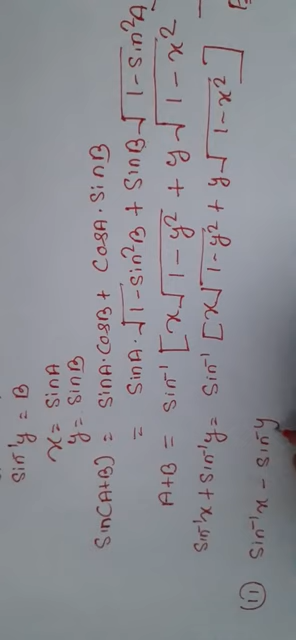 sin⁻¹y = B
x = sinA
y = sinB
sin(A+B) = sinA·cosB + cosA·sinB
= sinA·√1-sin²B + sinB√1-sin²A
A+B = sin⁻¹[x√1-y² + y√1-x²
sin⁻¹x + sin⁻¹y = sin⁻¹[x√1-y² + y√1-x²]
(ii) sin⁻¹x - sin⁻¹y